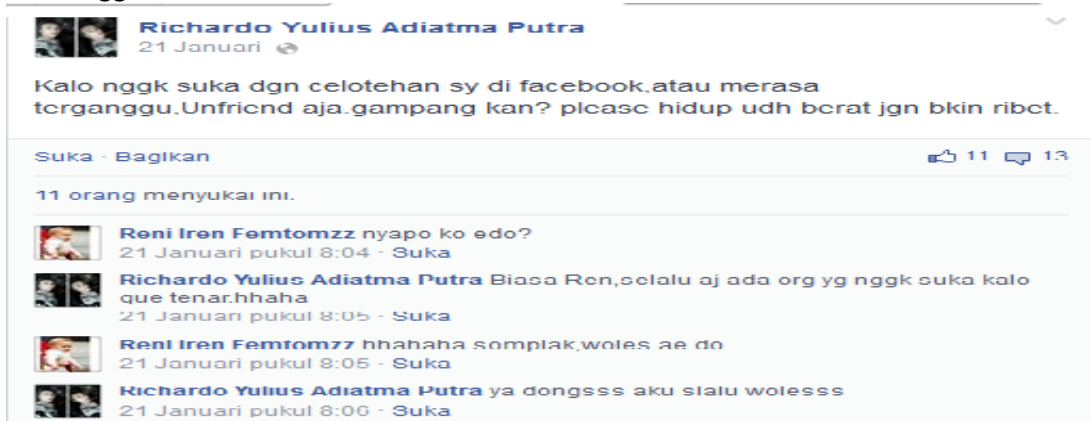 Richardo Yulius Adiatma Putra
21 Januari
Kalo nggk suka dgn celotehan sy di facebook,atau merasa
terganggu,Unfriend aja.gampang kan? please hidup udh berat jgn bkin ribet.
Suka · Bagikan 11 13
11 orang menyukai ini.
Reni Iren Femtomzz nyapo ko edo?
21 Januari pukul 8:04 · Suka
Richardo Yulius Adiatma Putra Biasa Ren,selalu aj ada org yg nggk suka kalo
que tenar.hhaha
21 Januari pukul 8:05 · Suka
Reni Iren Femtomzz hhahaha somplak,woles ae do
21 Januari pukul 8:05 · Suka
Richardo Yulius Adiatma Putra ya dongsss aku slalu wolesss
21 Januari pukul 8:06 · Suka